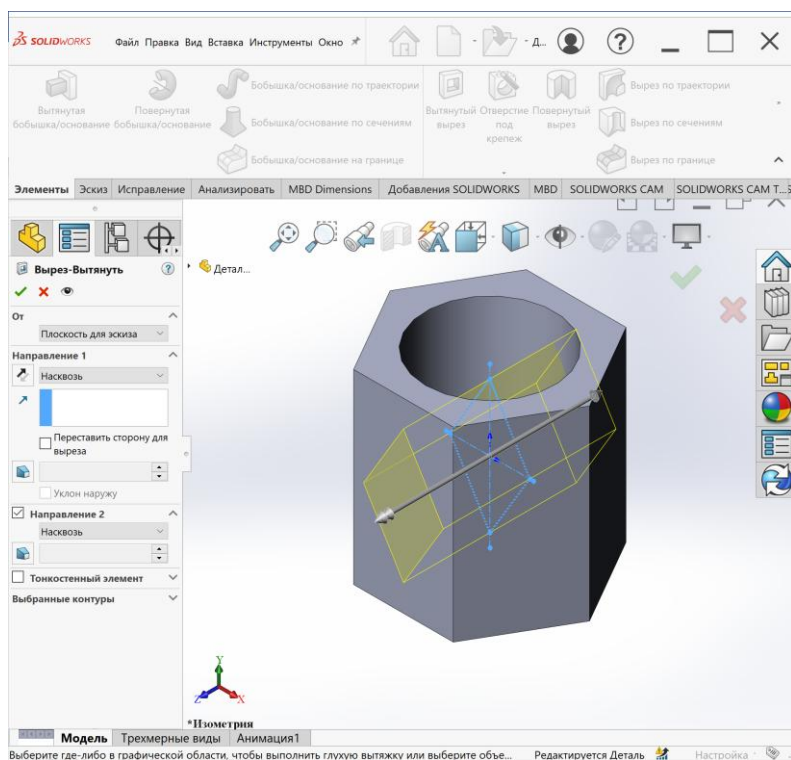 SOLIDWORKS Файл Правка Вид Вставка Инструменты Окно - - Д...
Вытянутая бобышка/основание
Повернутая бобышка/основание
Бобышка/основание по траектории
Бобышка/основание по сечениям
Бобышка/основание на границе
Вытянутый вырез
Отверстие под крепеж
Повернутый вырез
Вырез по траектории
Вырез по сечениям
Вырез по границе
Элементы Эскиз Исправление Анализировать MBD Dimensions Добавления SOLIDWORKS MBD SOLIDWORKS CAM SOLIDWORKS CAM T...
Вырез-Вытянуть
Детал...
От
Плоскость для эскиза
Направление 1
Насквозь
Переставить сторону для
выреза
Уклон наружу
Направление 2
Насквозь
Тонкостенный элемент
Выбранные контуры
Y
Z X
*Изометрия
Модель Трехмерные виды Анимация1
Выберите где-либо в графической области, чтобы выполнить глухую вытяжку или выберите объе... Редактируется Деталь Настройка